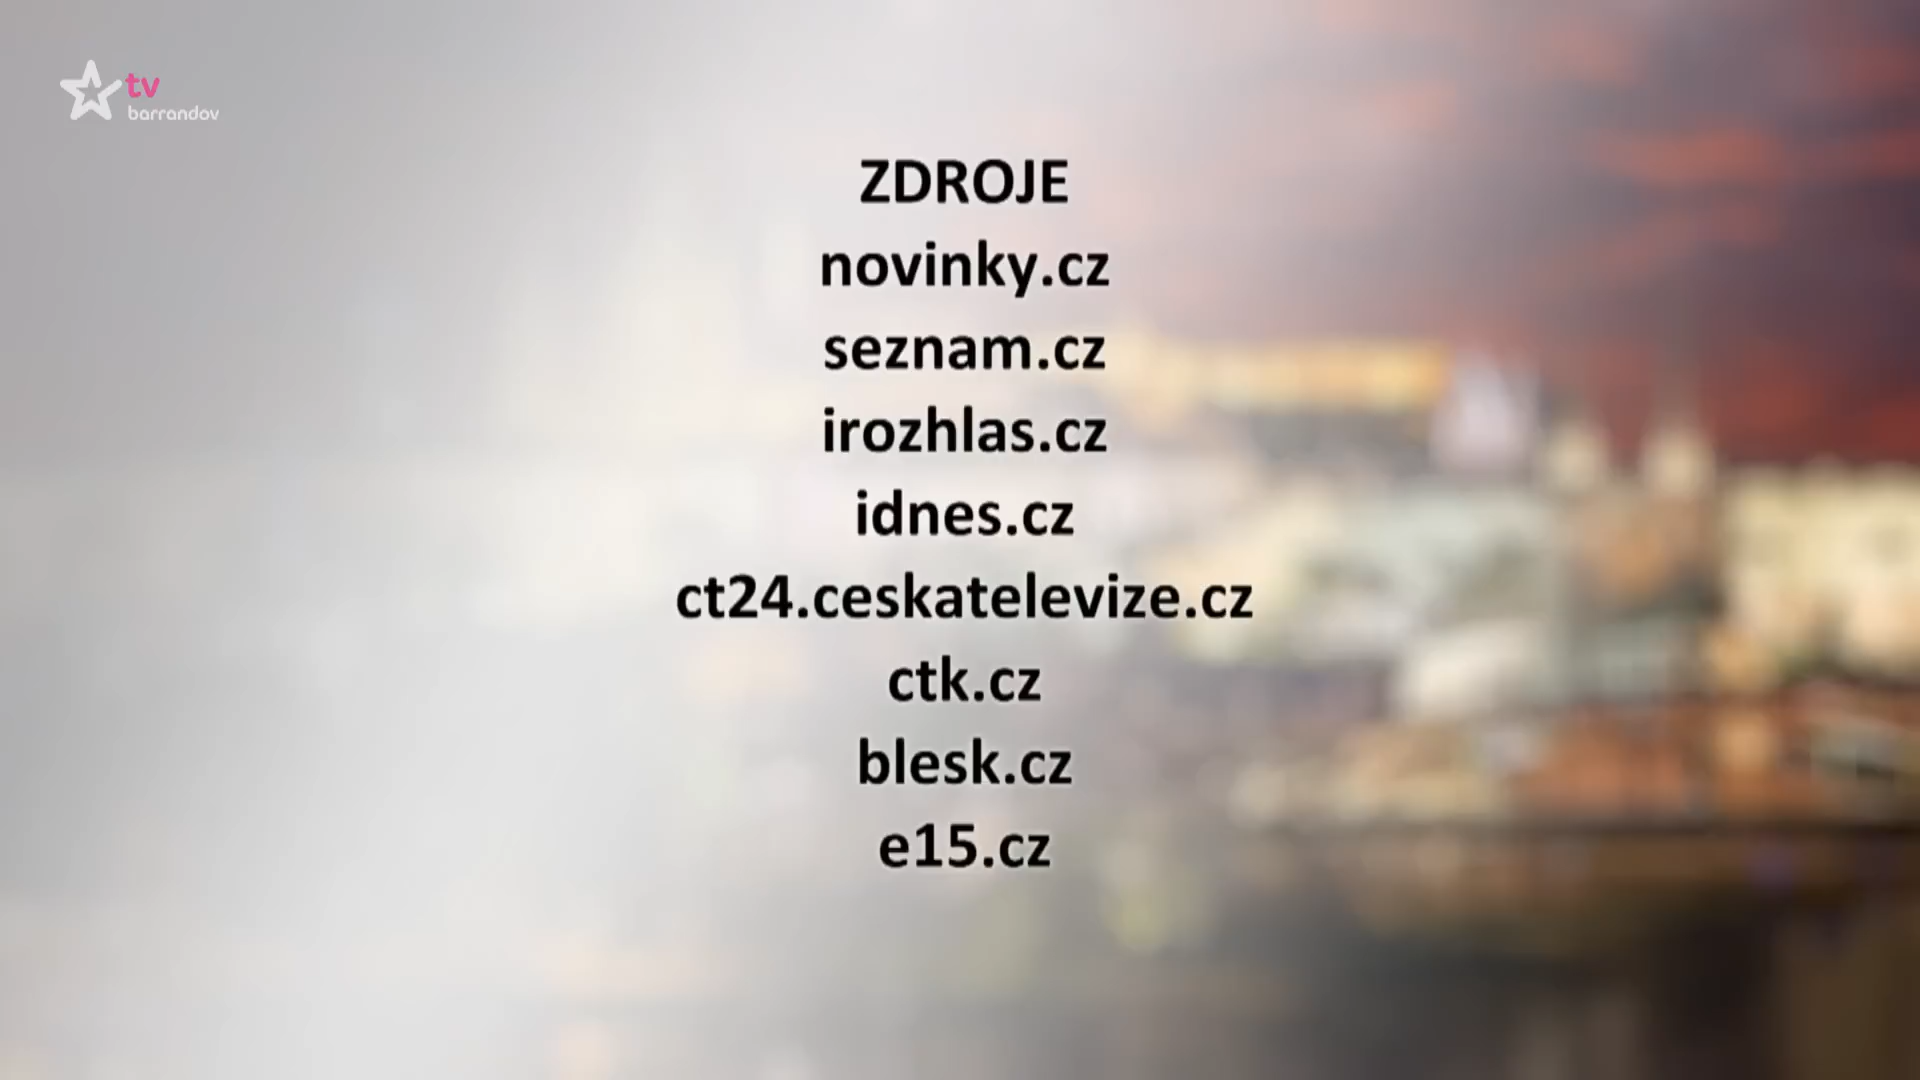 tv
barrandov
ZDROJE
novinky.cz
seznam.cz
irozhlas.cz
idnes.cz
ct24.ceskatelevize.cz
ctk.cz
blesk.cz
e15.cz